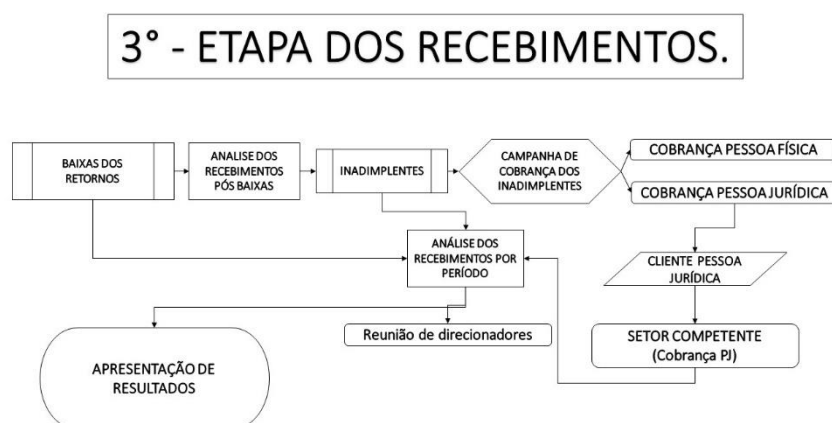 3° - ETAPA DOS RECEBIMENTOS.
BAIXAS DOS
RETORNOS
ANALISE DOS
RECEBIMENTOS
PÓS BAIXAS
INADIMPLENTES
CAMPANHA DE
COBRANÇA DOS
INADIMPLENTES
COBRANÇA PESSOA FÍSICA
COBRANÇA PESSOA JURÍDICA
ANÁLISE DOS
RECEBIMENTOS POR
PERÍODO
CLIENTE PESSOA
JURÍDICA
Reunião de direcionadores
SETOR COMPETENTE
(Cobrança PJ)
APRESENTAÇÃO DE
RESULTADOS